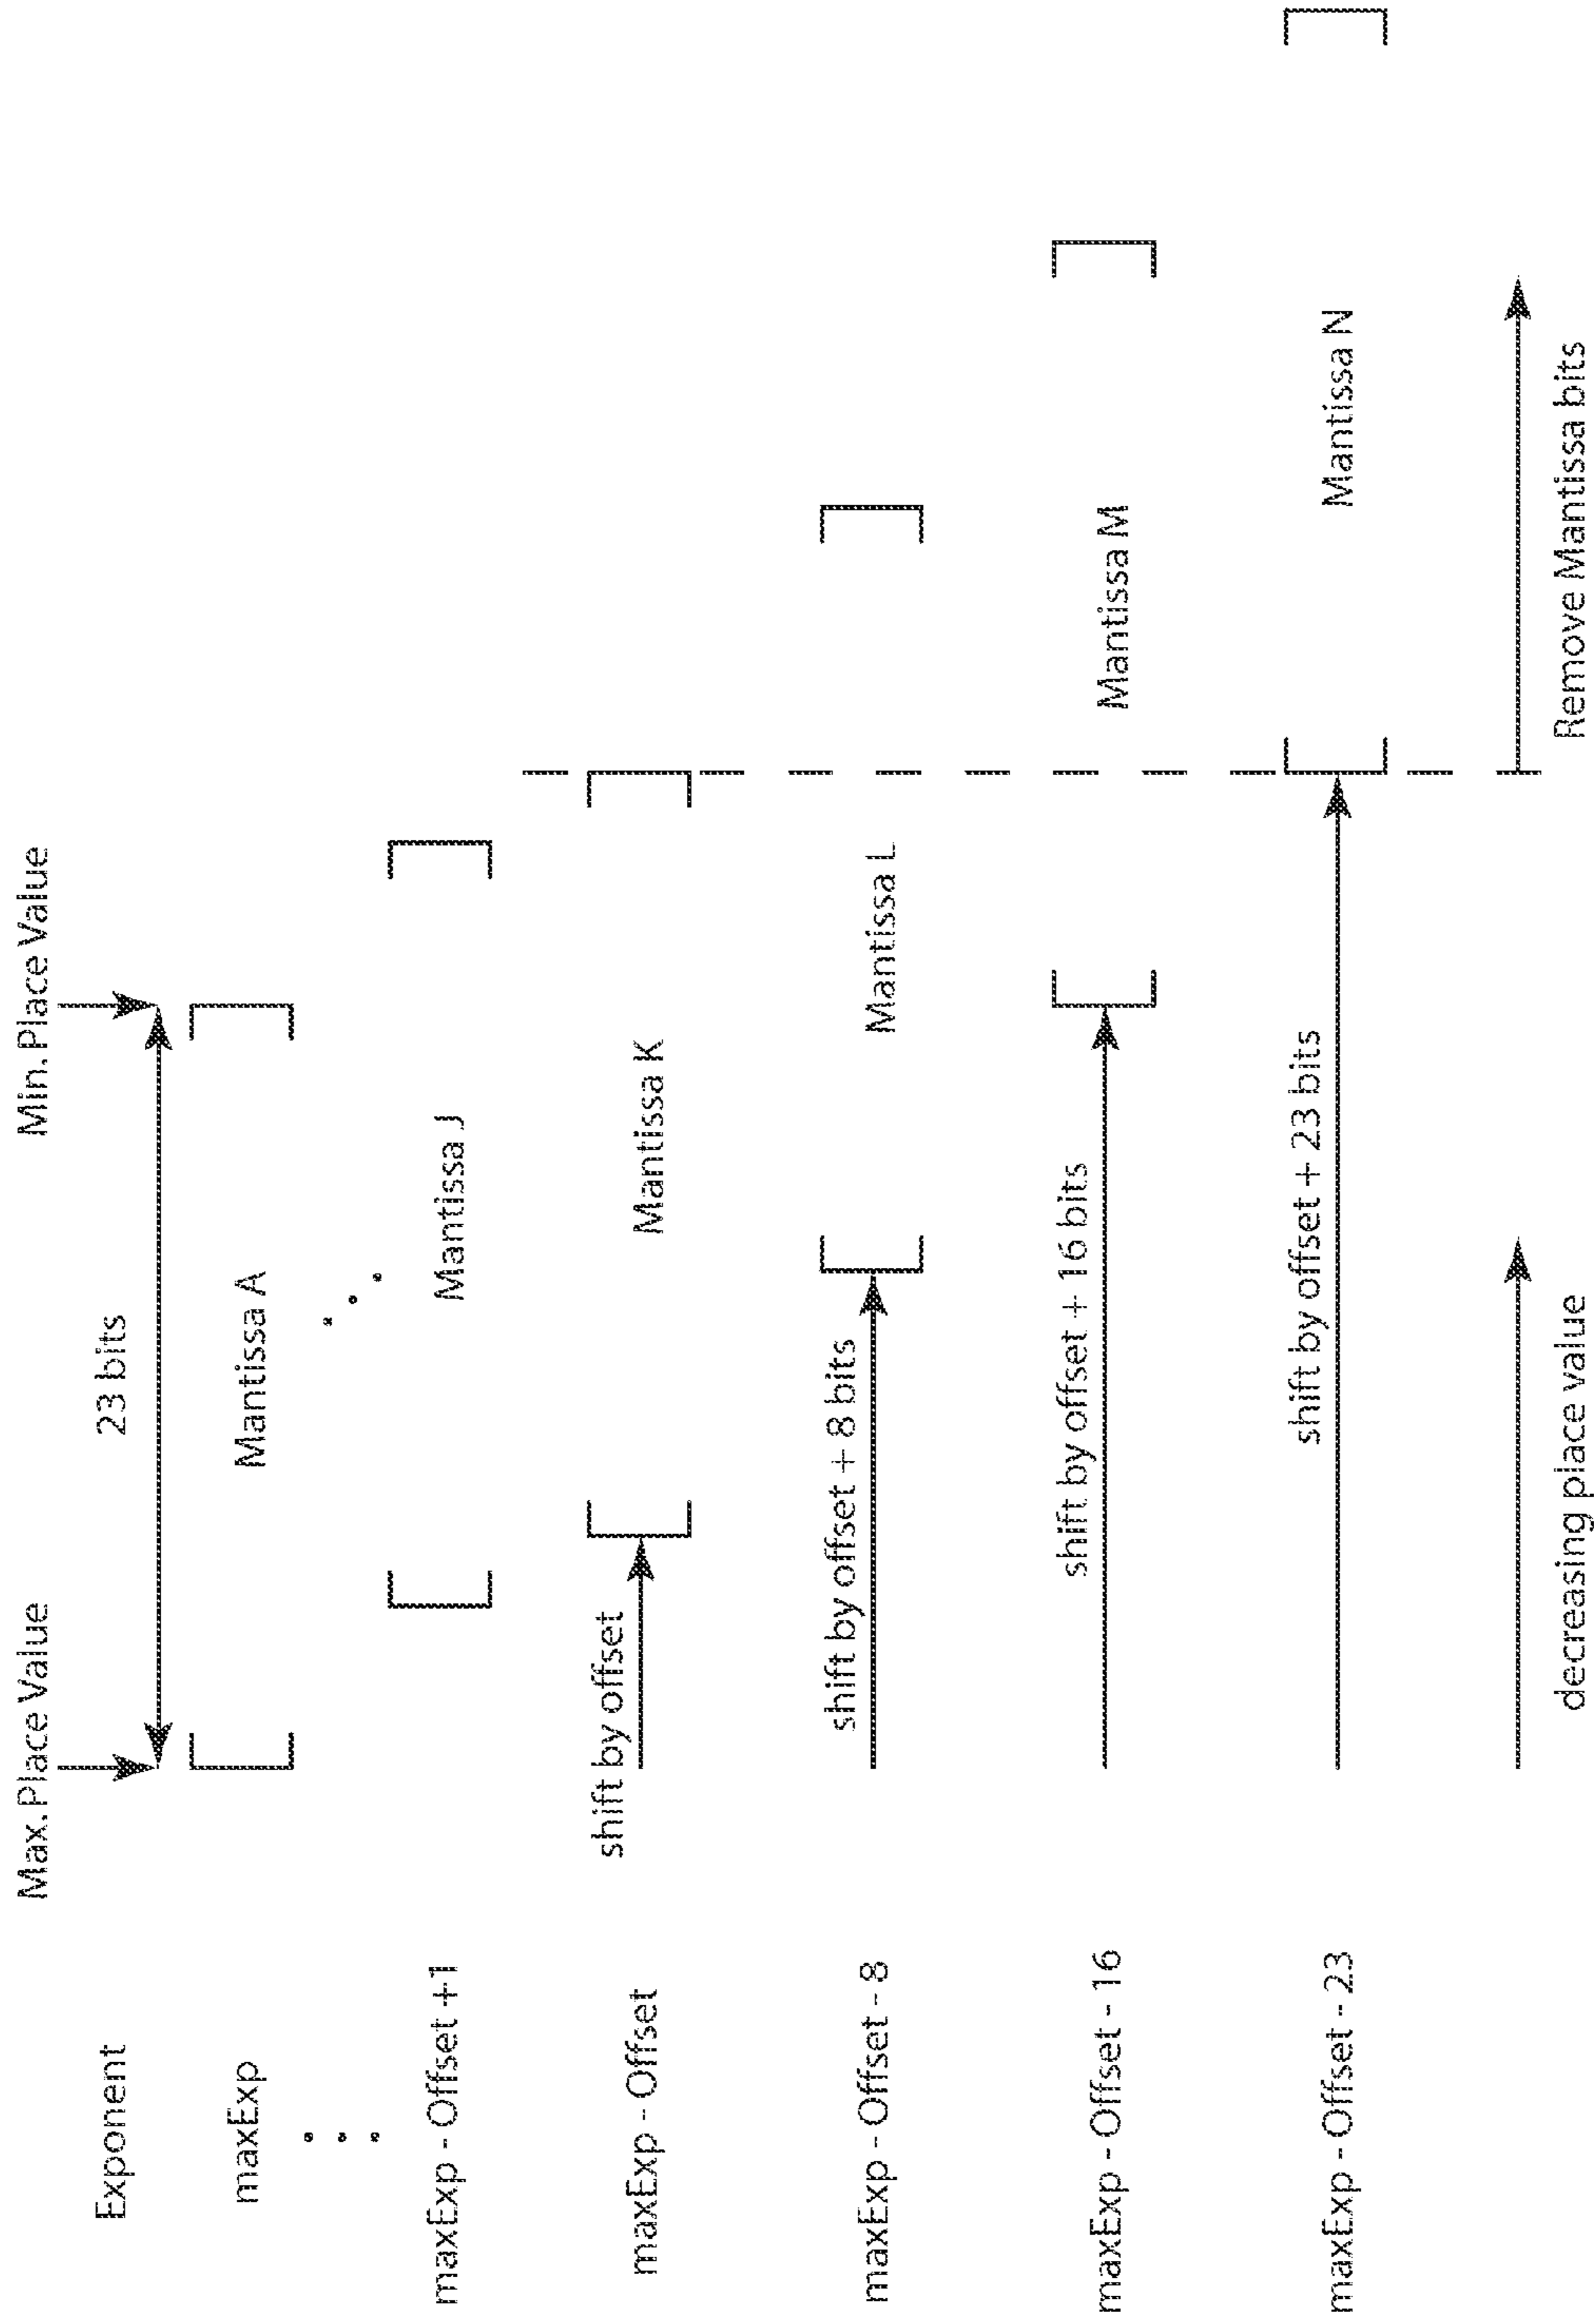 Max.Place Value
Min.Place Value
Exponent
23 bits
maxExp
Mantissa A
maxExp - Offset +1
Mantissa J
maxExp - Offset
shift by offset
Mantissa K
maxExp - Offset - 8
shift by offset + 8 bits
Mantissa L
maxExp - Offset - 16
shift by offset + 16 bits
Mantissa M
maxExp - Offset - 23
shift by offset + 23 bits
Mantissa N
decreasing place value
Remove Mantissa bits